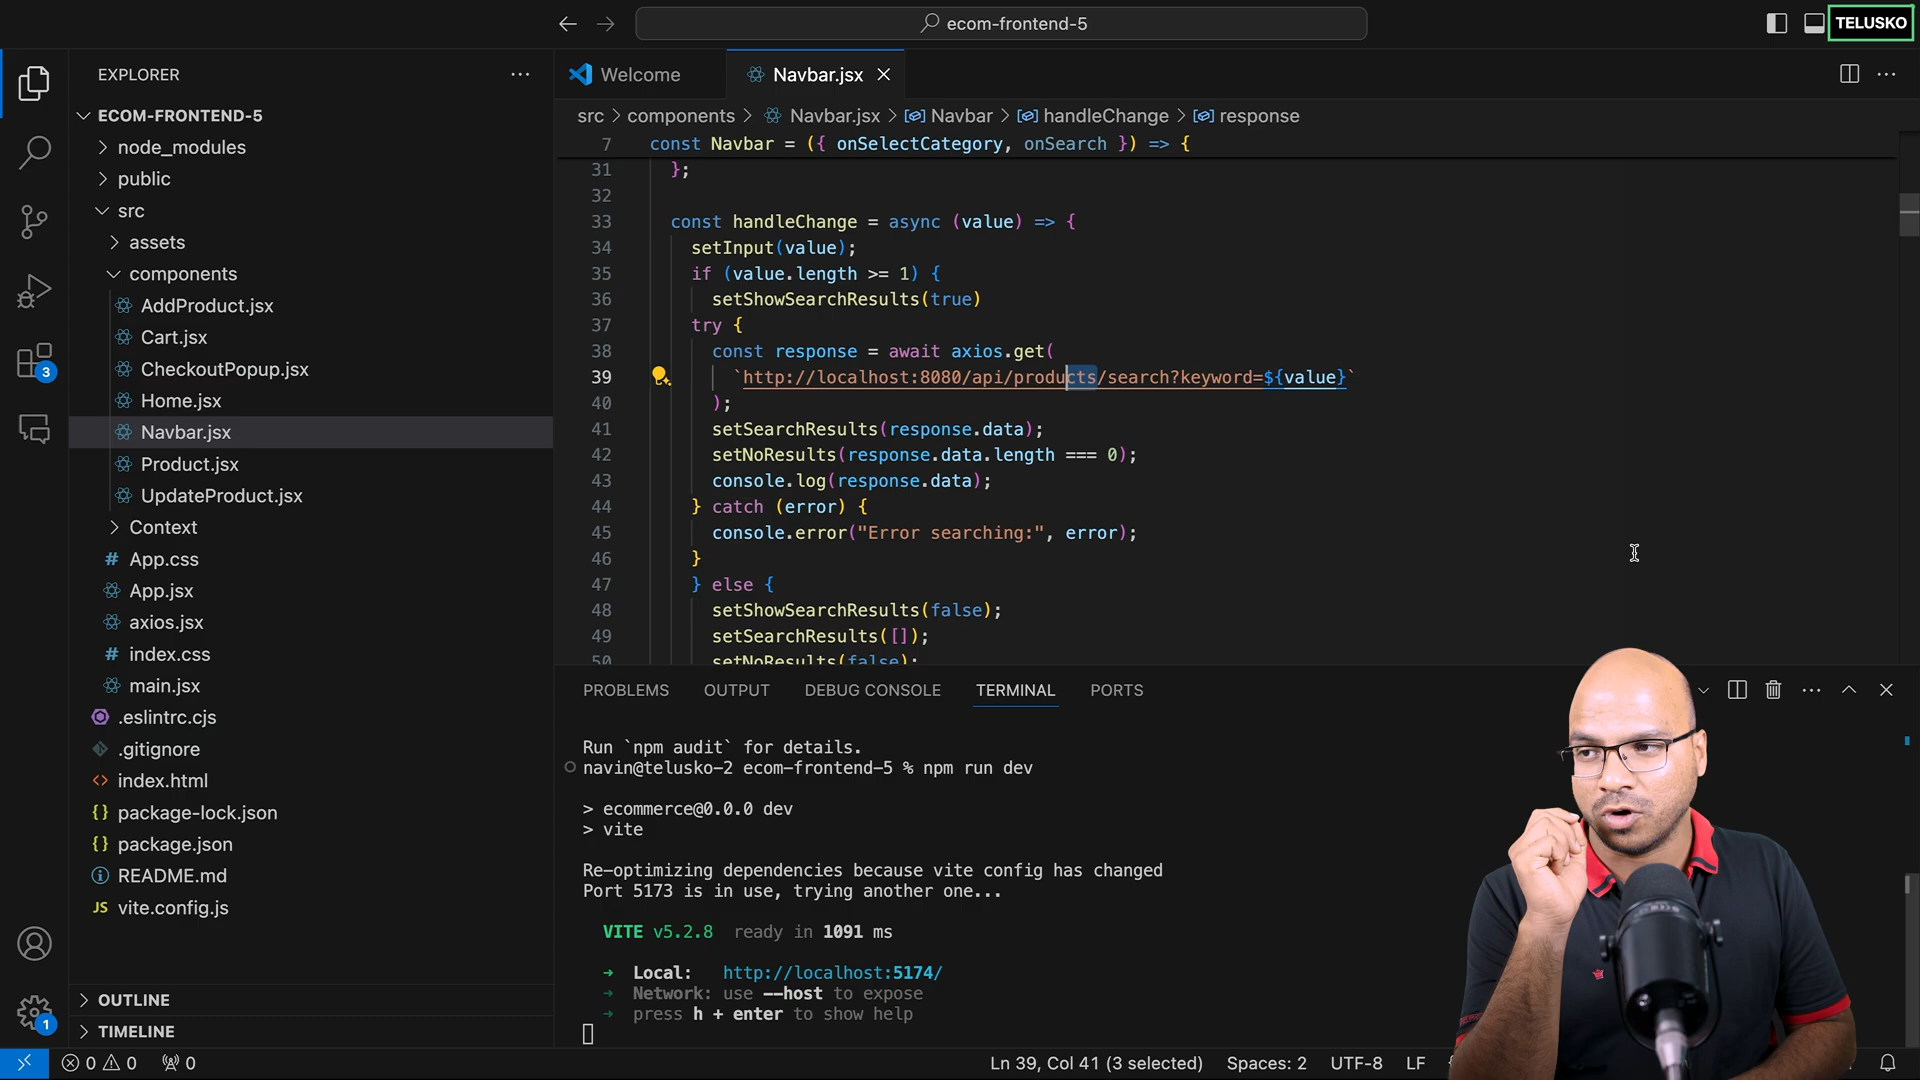 ecom-frontend-5
TELUSKO
EXPLORER
ECOM-FRONTEND-5
node_modules
public
src
assets
components
AddProduct.jsx
Cart.jsx
CheckoutPopup.jsx
Home.jsx
Navbar.jsx
Product.jsx
UpdateProduct.jsx
Context
# App.css
App.jsx
axios.jsx
# index.css
main.jsx
.eslintrc.cjs
.gitignore
<> index.html
{} package-lock.json
{} package.json
README.md
JS vite.config.js
OUTLINE
TIMELINE
3
1
Welcome
Navbar.jsx
src > components > Navbar.jsx > Navbar > handleChange > response
7 const Navbar = ({ onSelectCategory, onSearch }) => {
31 };
32
33 const handleChange = async (value) => {
34 setInput(value);
35 if (value.length >= 1) {
36 setShowSearchResults(true)
37 try {
38 const response = await axios.get(
39 `http://localhost:8080/api/products/search?keyword=${value}`
40 );
41 setSearchResults(response.data);
42 setNoResults(response.data.length === 0);
43 console.log(response.data);
44 } catch (error) {
45 console.error("Error searching:", error);
46 }
47 } else {
48 setShowSearchResults(false);
49 setSearchResults([]);
50 setNoResults(false);
PROBLEMS OUTPUT DEBUG CONSOLE TERMINAL PORTS
Run `npm audit` for details.
navin@telusko-2 ecom-frontend-5 % npm run dev
> ecommerce@0.0.0 dev
> vite
Re-optimizing dependencies because vite config has changed
Port 5173 is in use, trying another one...
VITE v5.2.8 ready in 1091 ms
➜ Local: http://localhost:5174/
➜ Network: use --host to expose
➜ press h + enter to show help
0 0 0
Ln 39, Col 41 (3 selected) Spaces: 2 UTF-8 LF